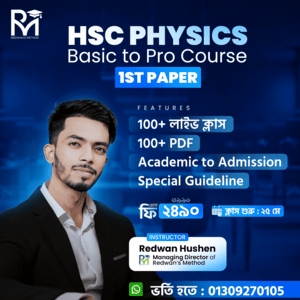 RM
REDWAN'S METHOD
HSC PHYSICS
Basic to Pro Course
1ST PAPER
FEATURES
100+ লাইভ ক্লাস
100+ PDF
Academic to Admission
Special Guideline
ফি ২৪৯০
ক্লাস শুরু : ২৫ মে
INSTRUCTOR
Redwan Hushen
Managing Director of
Redwan's Method
ভর্তি হতে : 01309270105